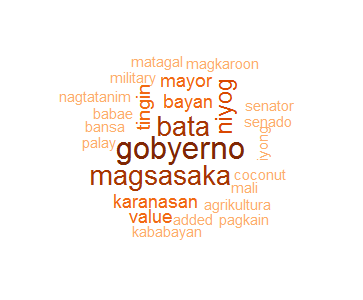 matagal magkaroon
military mayor
nagtatanim tingin bayan niyog senator
babae senado
bansa bata iyong
palay gobyerno
magsasaka coconut
mali
karanasan agrikultura
value added pagkain
kababayan